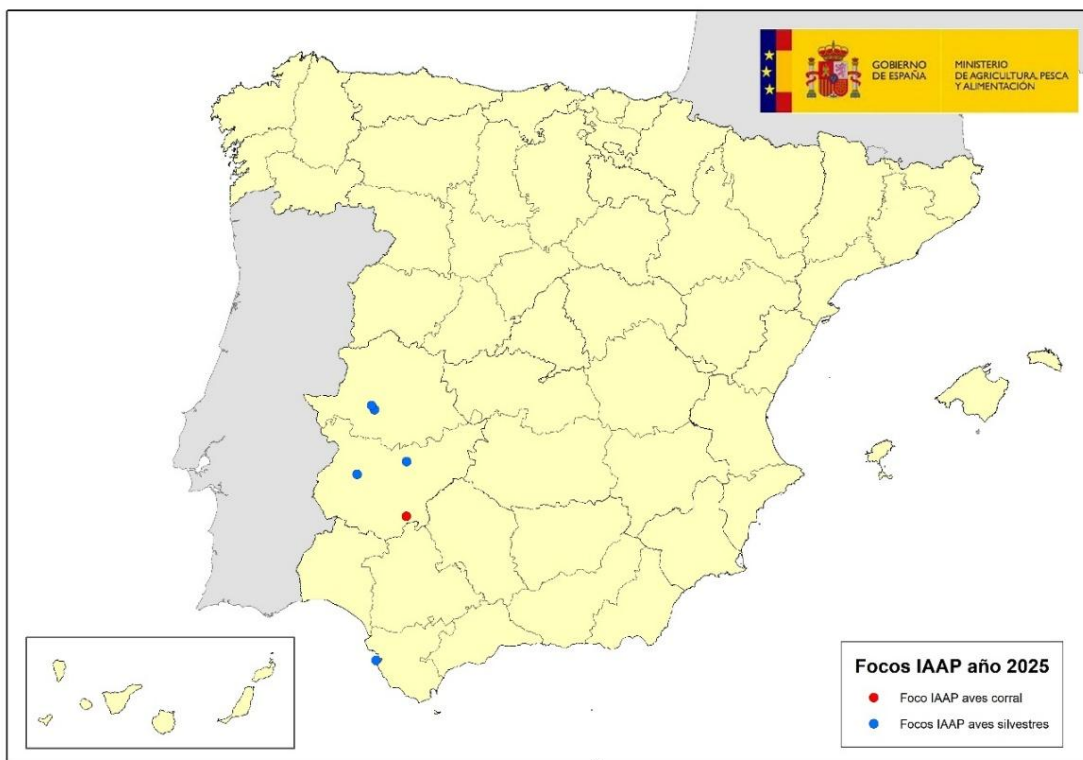 GOBIERNO
DE ESPAÑA
MINISTERIO
DE AGRICULTURA, PESCA
Y ALIMENTACIÓN
Focos IAAP año 2025
Foco IAAP aves corral
Focos IAAP aves silvestres